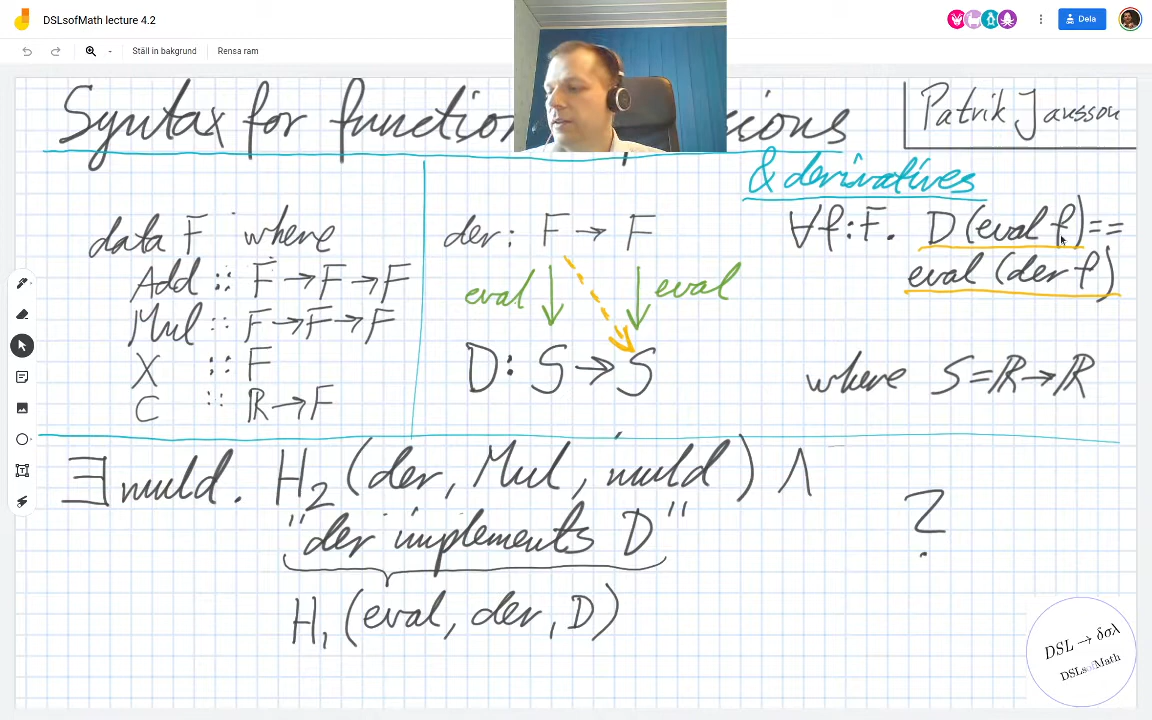 DSLsofMath lecture 4.2
Dela
Ställ in bakgrund
Rensa ram
Syntax for function
& derivatives
Patrik Jansson
data F where
Add :: F → F → F
Mul :: F → F → F
X :: F
C :: ℝ → F
der: F → F
eval
eval
D: S → S
∀f:F. D(eval f) ==
eval (der f)
where S = ℝ → ℝ
∃ muld. H₂ (der, Mul, muld) ∧
"der implements D"
H₁ (eval, der, D)
?
DSL → δσλ
DSLsofMath